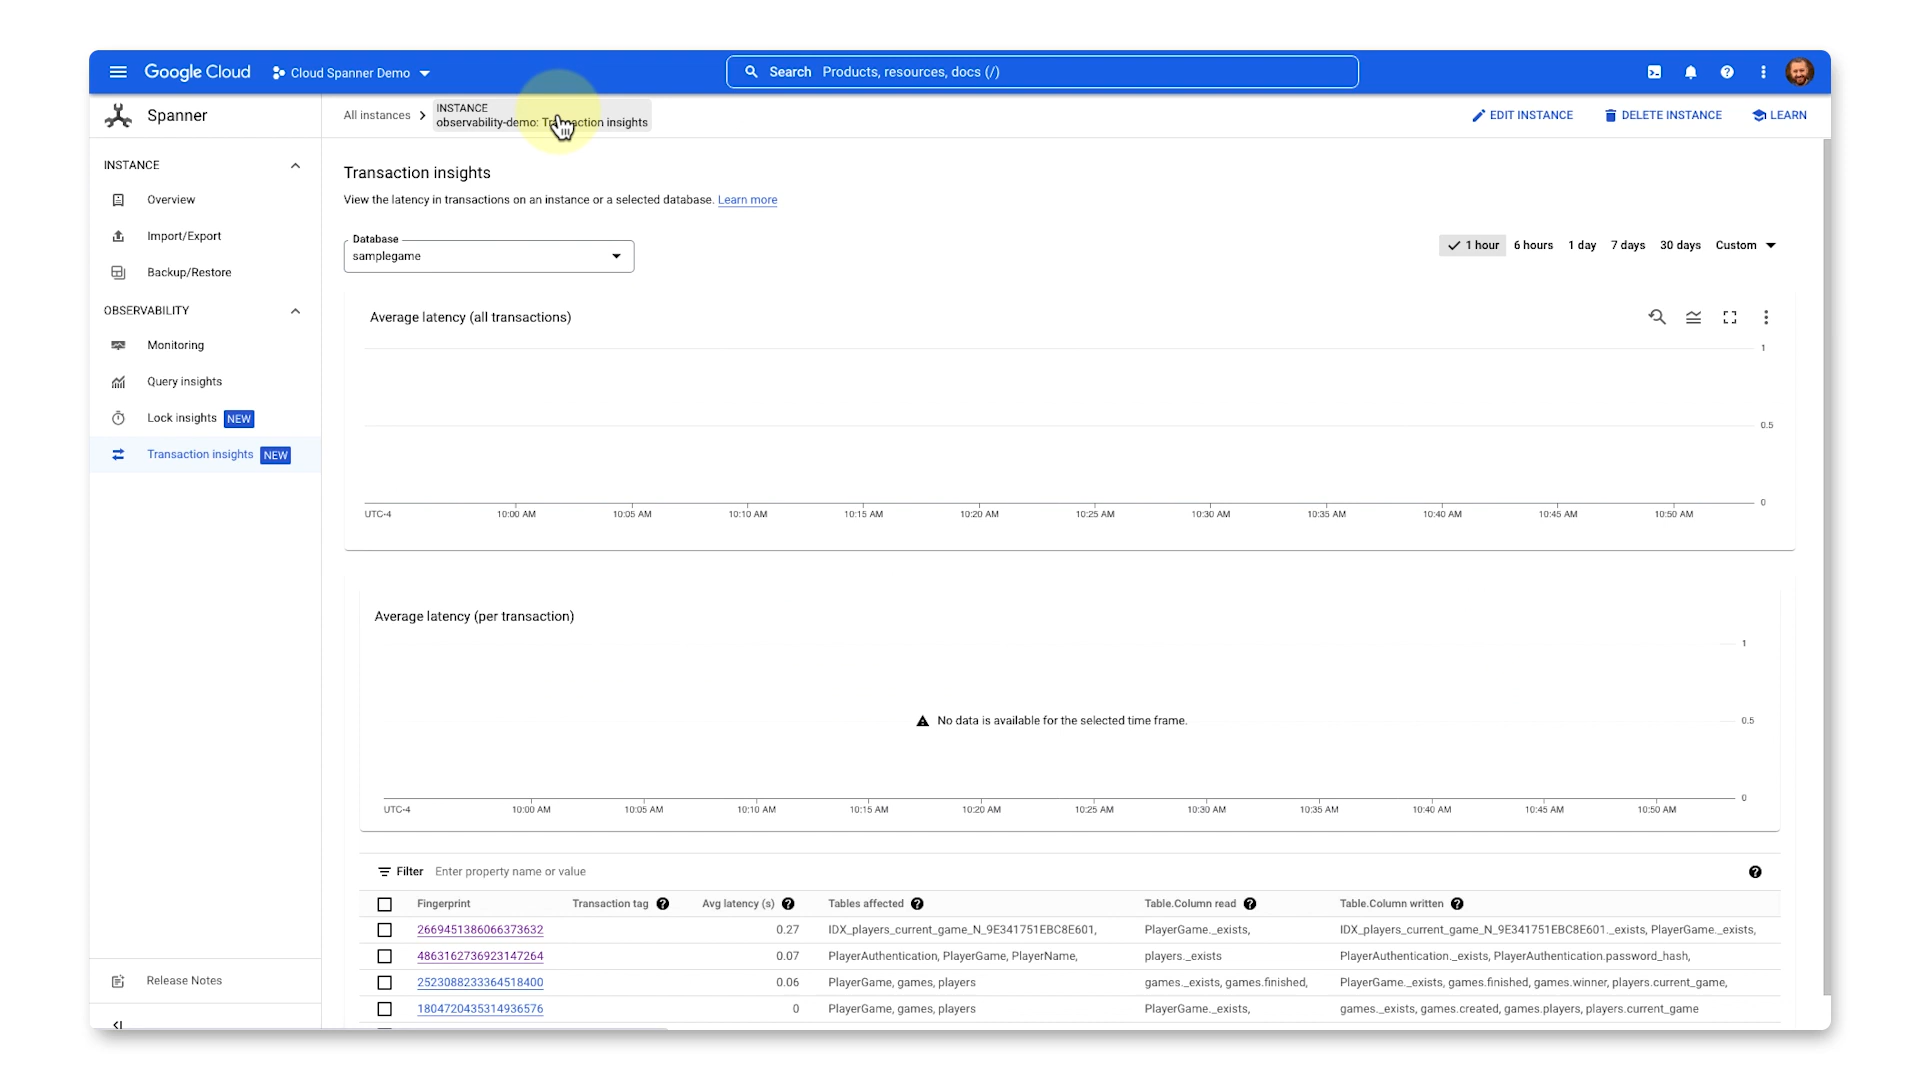 Google Cloud
Cloud Spanner Demo
Search Products, resources, docs (/)
Spanner
All instances
INSTANCE
observability-demo: Transaction insights
EDIT INSTANCE
DELETE INSTANCE
LEARN
INSTANCE
Overview
Import/Export
Backup/Restore
OBSERVABILITY
Monitoring
Query insights
Lock insights NEW
Transaction insights NEW
Release Notes
Transaction insights
View the latency in transactions on an instance or a selected database. Learn more
Database
samplegame
1 hour 6 hours 1 day 7 days 30 days Custom
Average latency (all transactions)
1
0.5
0
UTC-4 10:00 AM 10:05 AM 10:10 AM 10:15 AM 10:20 AM 10:25 AM 10:30 AM 10:35 AM 10:40 AM 10:45 AM 10:50 AM
Average latency (per transaction)
1
No data is available for the selected time frame.
0.5
0
UTC-4 10:00 AM 10:05 AM 10:10 AM 10:15 AM 10:20 AM 10:25 AM 10:30 AM 10:35 AM 10:40 AM 10:45 AM 10:50 AM
Filter Enter property name or value
Fingerprint Transaction tag Avg latency (s) Tables affected Table.Column read Table.Column written
2669451386066373632 0.27 IDX_players_current_game_N_9E341751EBC8E601, PlayerGame._exists, IDX_players_current_game_N_9E341751EBC8E601._exists, PlayerGame._exists,
4863162736923147264 0.07 PlayerAuthentication, PlayerGame, PlayerName, players._exists PlayerAuthentication._exists, PlayerAuthentication.password_hash,
2523088233364518400 0.06 PlayerGame, games, players games._exists, games.finished, PlayerGame._exists, games.finished, games.winner, players.current_game,
1804720435314936576 0 PlayerGame, games, players PlayerGame._exists, games._exists, games.created, games.players, players.current_game